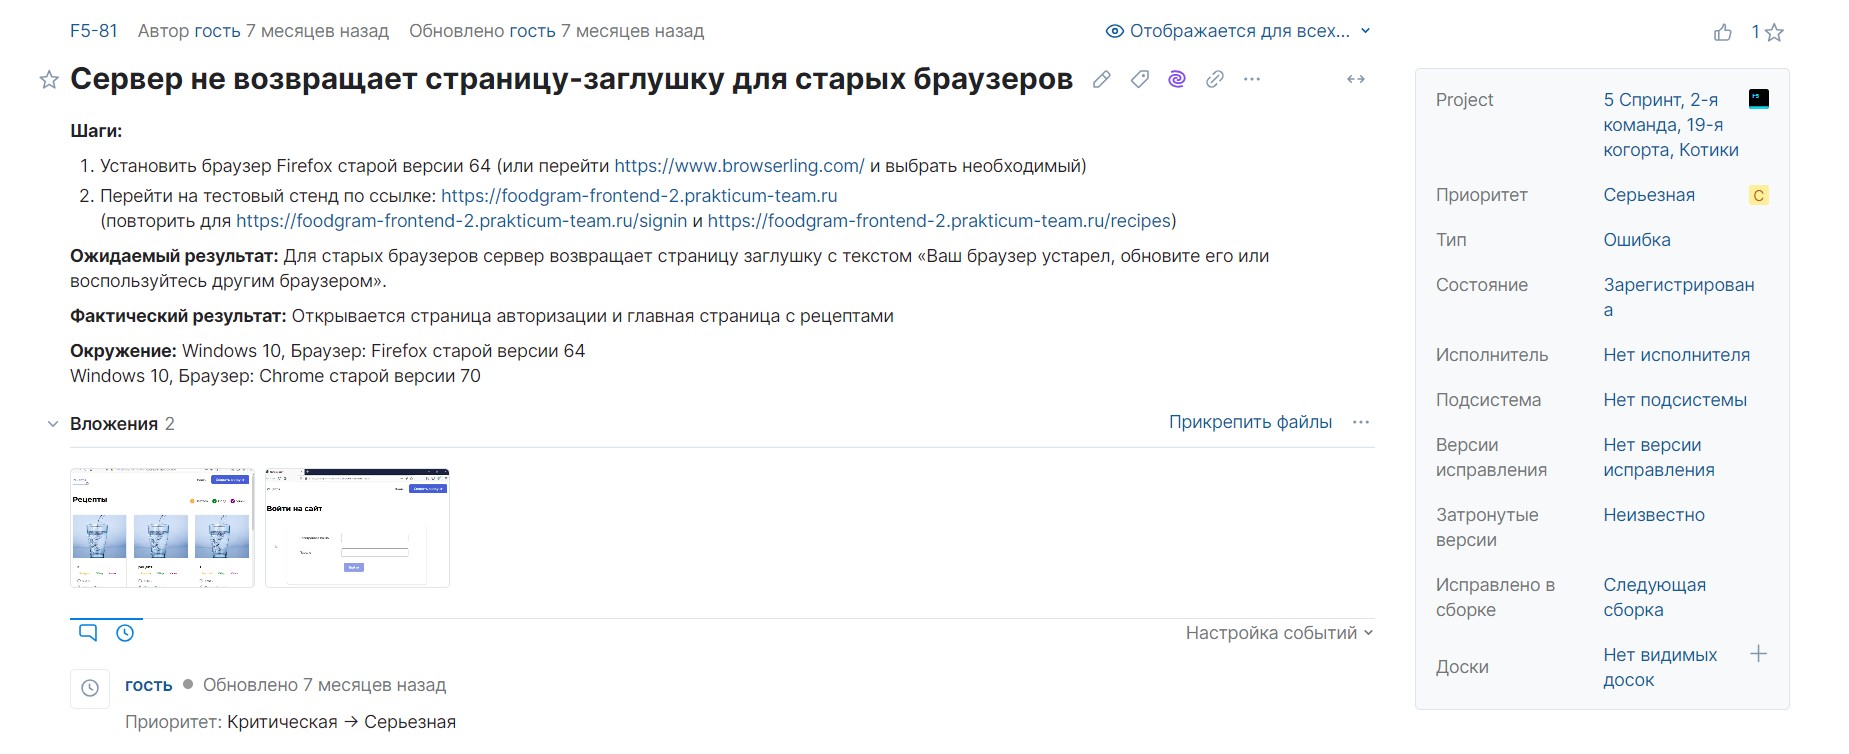 F5-81 Автор гость 7 месяцев назад Обновлено гость 7 месяцев назад Отображается для всех... 1
Сервер не возвращает страницу-заглушку для старых браузеров
Шаги:
1. Установить браузер Firefox старой версии 64 (или перейти https://www.browserling.com/ и выбрать необходимый)
2. Перейти на тестовый стенд по ссылке: https://foodgram-frontend-2.prakticum-team.ru
(повторить для https://foodgram-frontend-2.prakticum-team.ru/signin и https://foodgram-frontend-2.prakticum-team.ru/recipes)
Ожидаемый результат: Для старых браузеров сервер возвращает страницу заглушку с текстом «Ваш браузер устарел, обновите его или
воспользуйтесь другим браузером».
Фактический результат: Открывается страница авторизации и главная страница с рецептами
Окружение: Windows 10, Браузер: Firefox старой версии 64
Windows 10, Браузер: Chrome старой версии 70
Вложения 2
Прикрепить файлы
Рецепты
Войти на сайт
Настройка событий
гость Обновлено 7 месяцев назад
Приоритет: Критическая → Серьезная
Project 5 Спринт, 2-я
команда, 19-я
когорта, Котики
Приоритет Серьезная С
Тип Ошибка
Состояние Зарегистрирован
а
Исполнитель Нет исполнителя
Подсистема Нет подсистемы
Версии Нет версии
исправления исправления
Затронутые Неизвестно
версии
Исправлено в Следующая
сборке сборка
Доски Нет видимых
досок